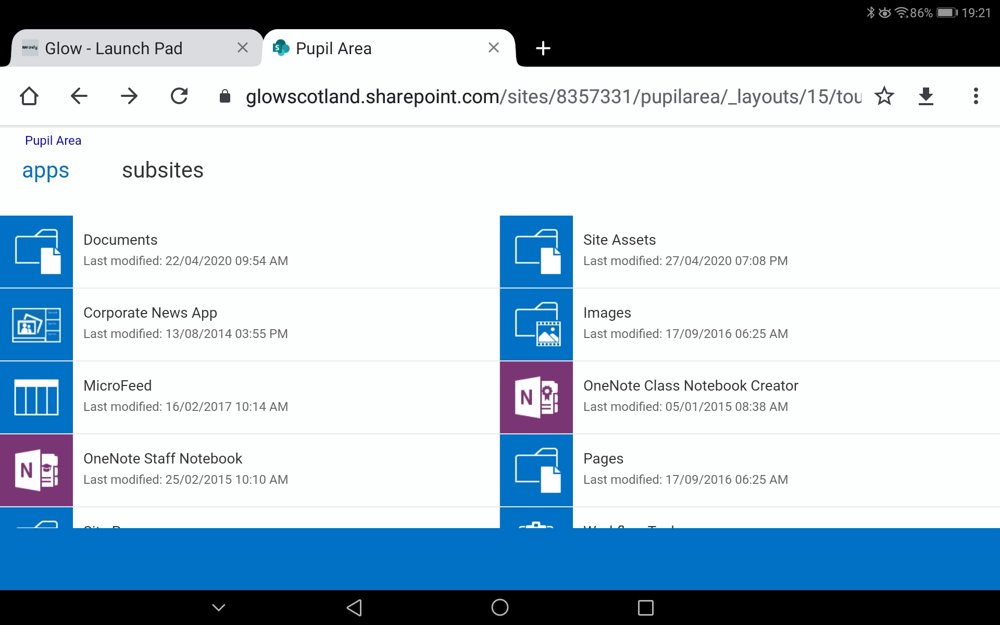 86% 19:21
RM Unify Glow - Launch Pad
Pupil Area
glowscotland.sharepoint.com/sites/8357331/pupilarea/_layouts/15/tou
Pupil Area
apps subsites
Documents
Last modified: 22/04/2020 09:54 AM
Site Assets
Last modified: 27/04/2020 07:08 PM
Corporate News App
Last modified: 13/08/2014 03:55 PM
Images
Last modified: 17/09/2016 06:25 AM
MicroFeed
Last modified: 16/02/2017 10:14 AM
OneNote Class Notebook Creator
Last modified: 05/01/2015 08:38 AM
OneNote Staff Notebook
Last modified: 25/02/2015 10:10 AM
Pages
Last modified: 17/09/2016 06:25 AM